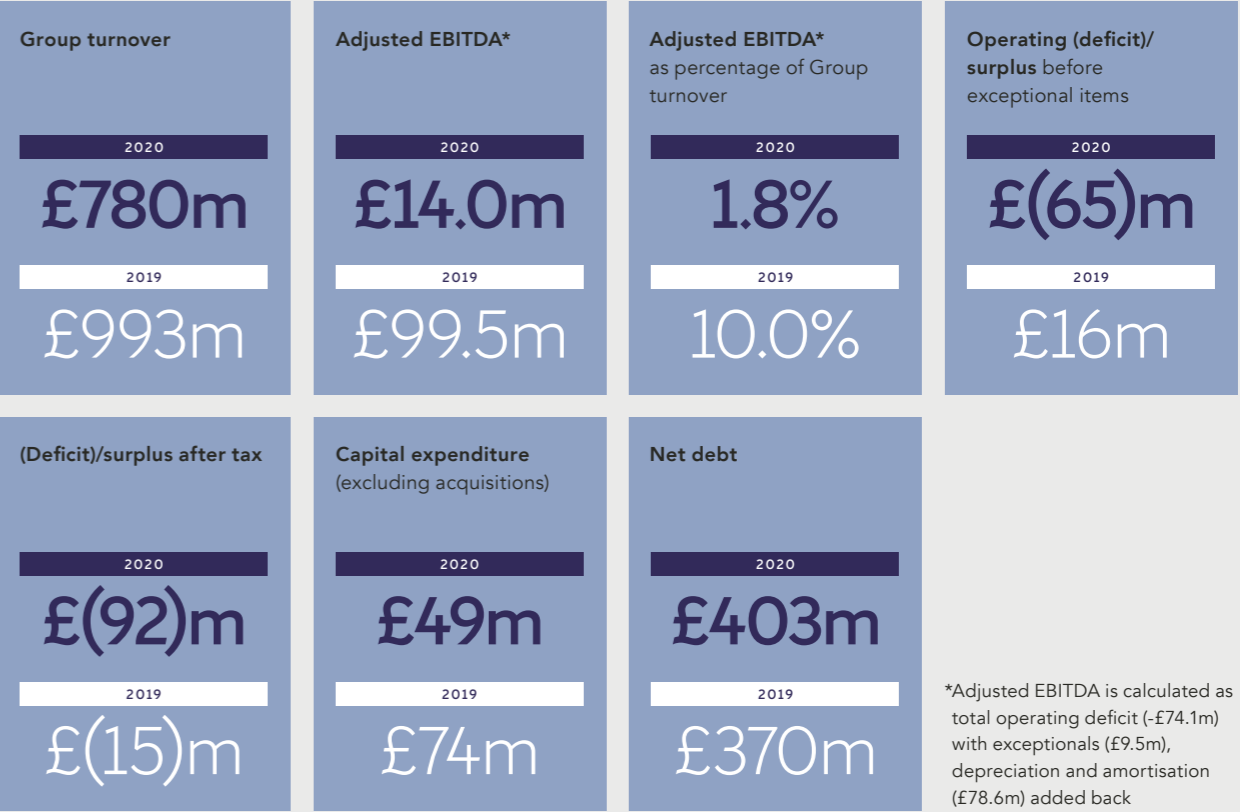 Group turnover
2020
£780m
2019
£993m
Adjusted EBITDA*
2020
£14.0m
2019
£99.5m
Adjusted EBITDA*
as percentage of Group
turnover
2020
1.8%
2019
10.0%
Operating (deficit)/
surplus before
exceptional items
2020
£(65)m
2019
£16m
(Deficit)/surplus after tax
2020
£(92)m
2019
£(15)m
Capital expenditure
(excluding acquisitions)
2020
£49m
2019
£74m
Net debt
2020
£403m
2019
£370m
*Adjusted EBITDA is calculated as
total operating deficit (-£74.1m)
with exceptionals (£9.5m),
depreciation and amortisation
(£78.6m) added back